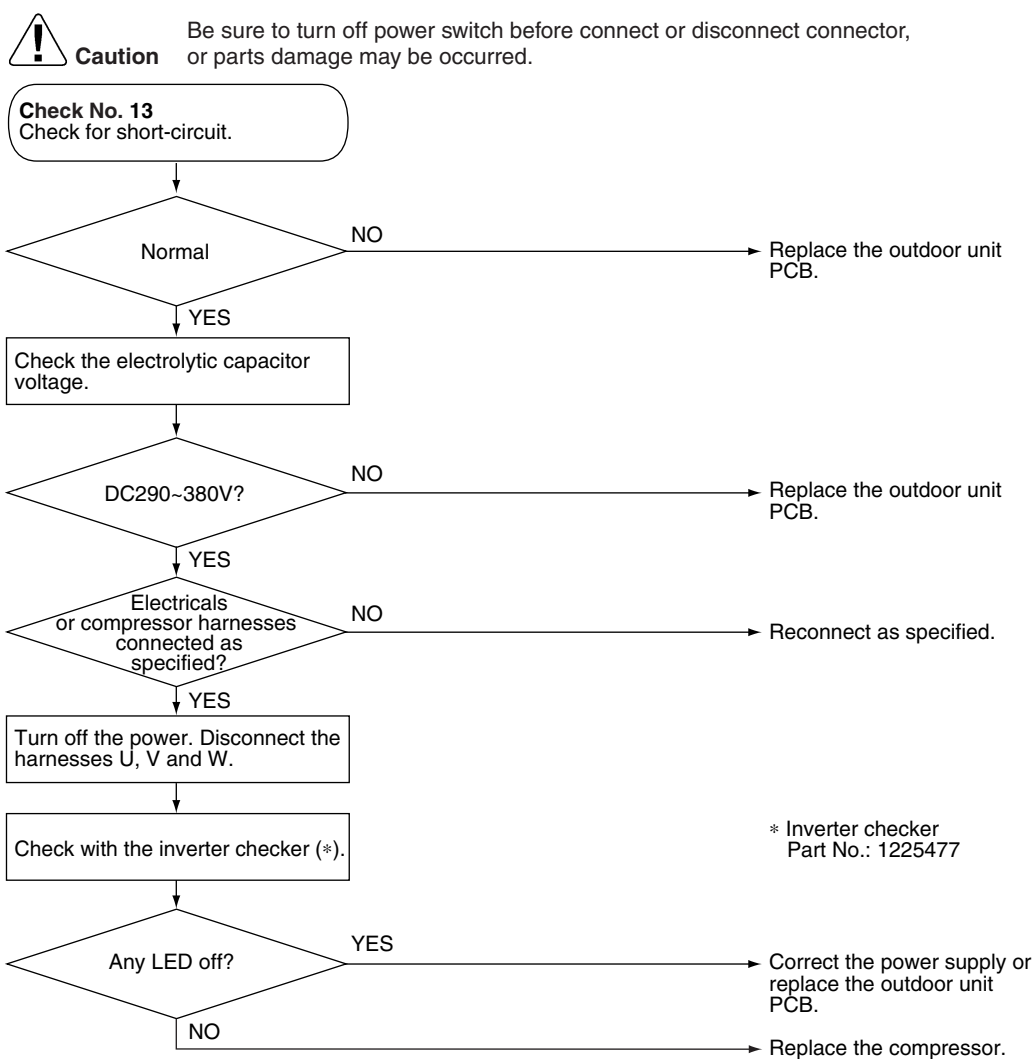 Caution
Be sure to turn off power switch before connect or disconnect connector,
or parts damage may be occurred.
Check No. 13
Check for short-circuit.
Normal
NO
Replace the outdoor unit
PCB.
YES
Check the electrolytic capacitor
voltage.
DC290~380V?
NO
Replace the outdoor unit
PCB.
YES
Electricals
or compressor harnesses
connected as
specified?
NO
Reconnect as specified.
YES
Turn off the power. Disconnect the
harnesses U, V and W.
Check with the inverter checker (*).
* Inverter checker
Part No.: 1225477
Any LED off?
YES
Correct the power supply or
replace the outdoor unit
PCB.
NO
Replace the compressor.